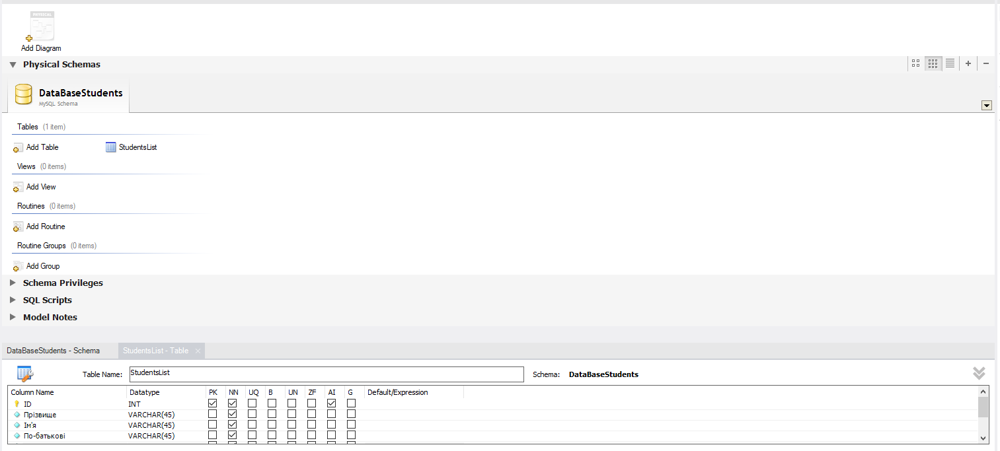 PHYSICAL
Add Diagram
Physical Schemas
DataBaseStudents
MySQL Schema
Tables (1 item)
Add Table StudentsList
Views (0 items)
Add View
Routines (0 items)
Add Routine
Routine Groups (0 items)
Add Group
Schema Privileges
SQL Scripts
Model Notes
DataBaseStudents - Schema StudentsList - Table
Table Name: StudentsList Schema: DataBaseStudents
Column Name Datatype PK NN UQ B UN ZF AI G Default/Expression
ID INT
Прізвище VARCHAR(45)
Ім'я VARCHAR(45)
По-батькові VARCHAR(45)